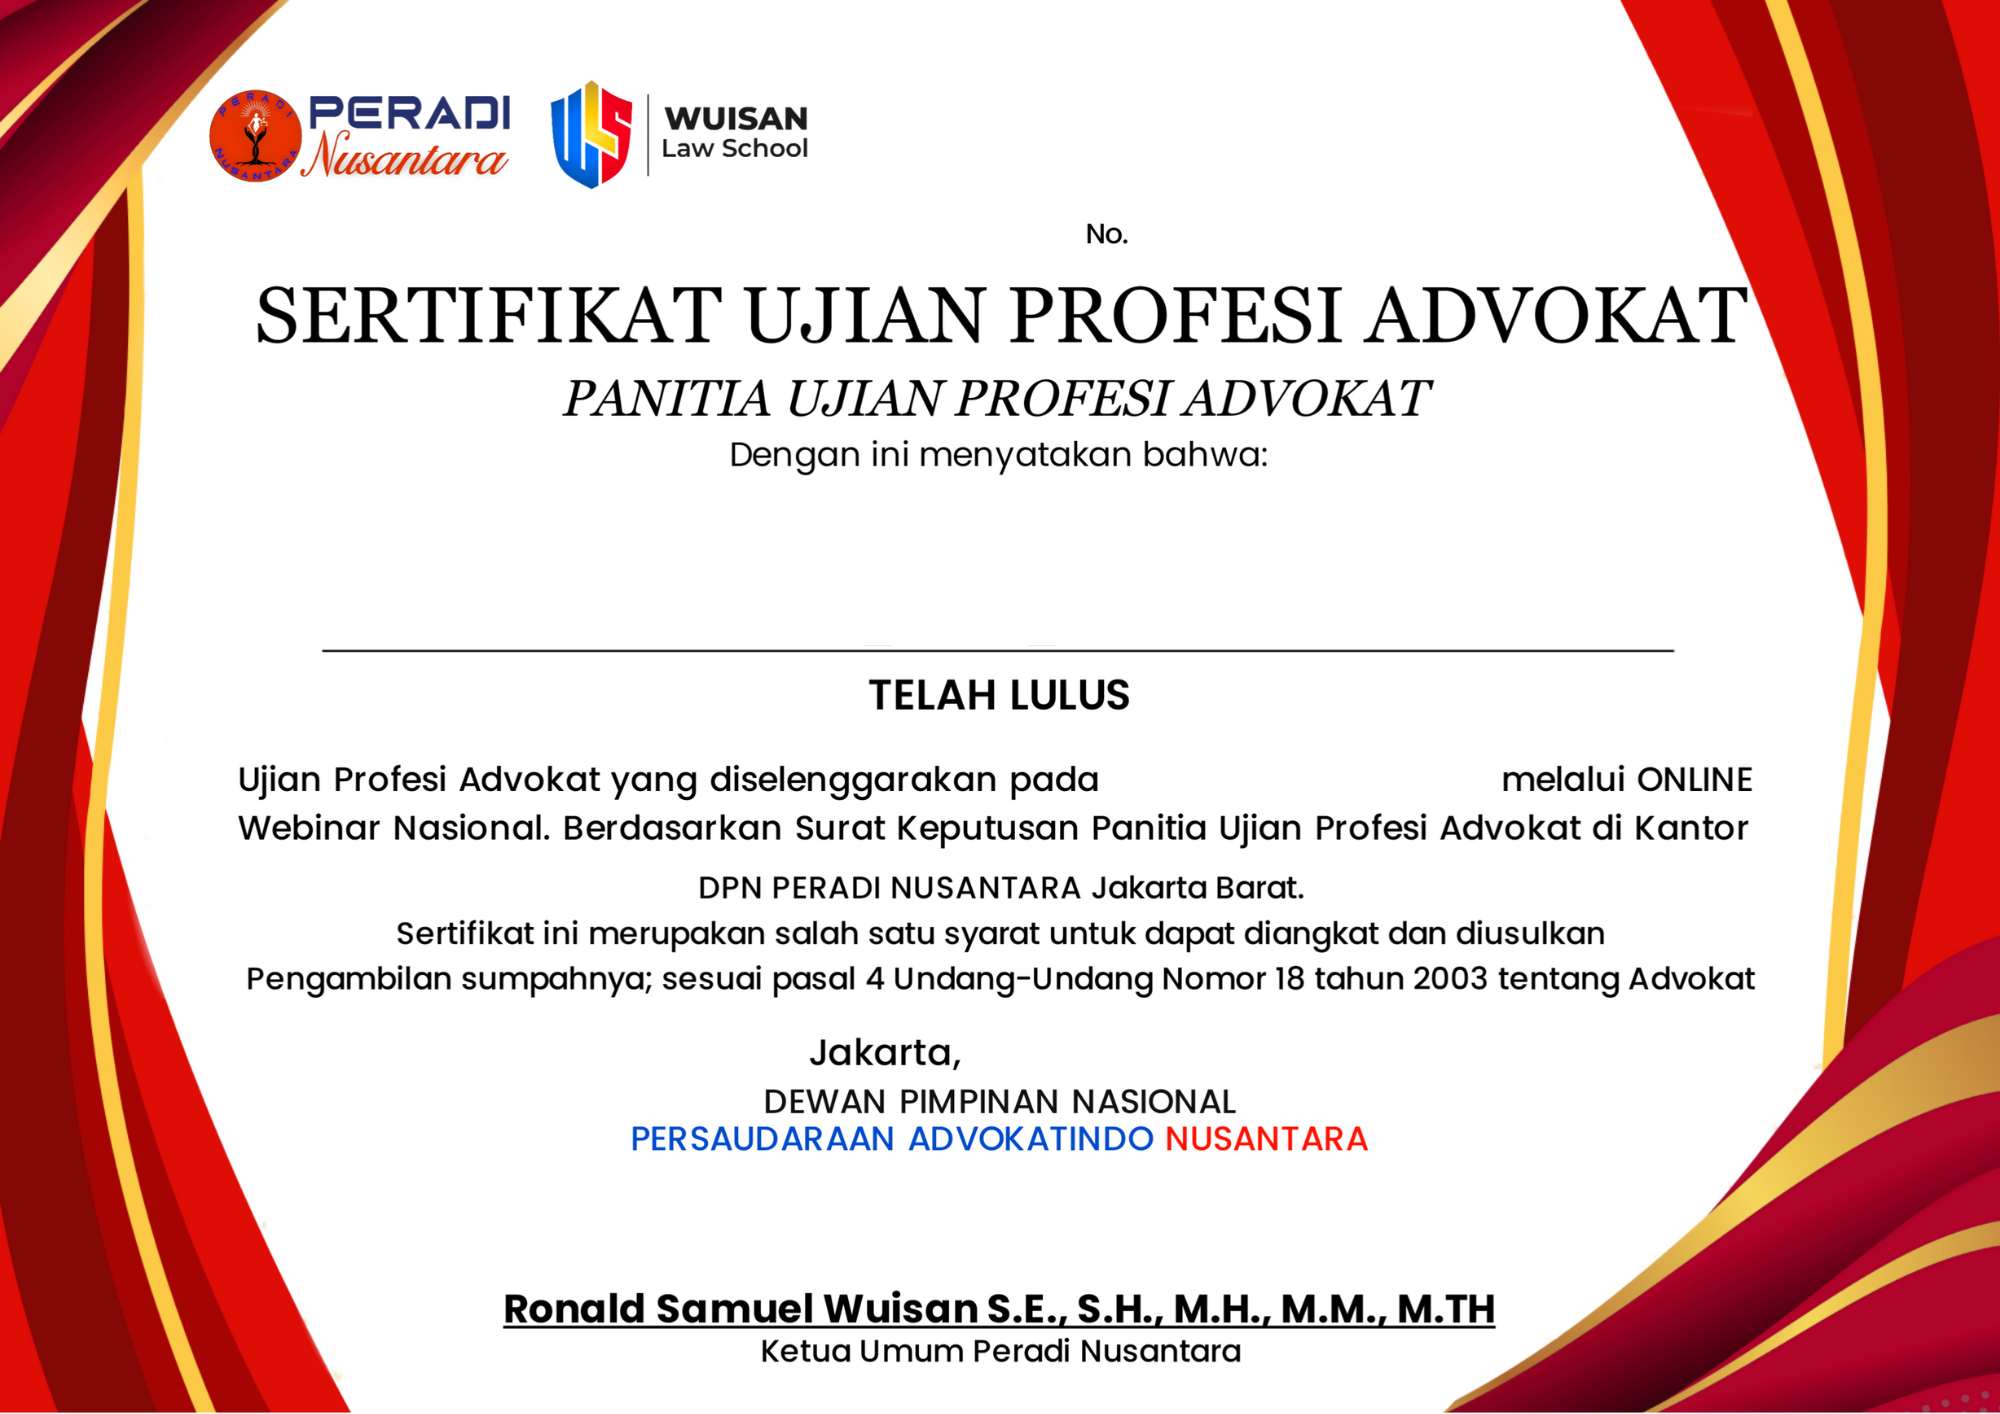 PERADI
NUSANTARA
PERADI
Nusantara
WUISAN
Law School
No.
SERTIFIKAT UJIAN PROFESI ADVOKAT
PANITIA UJIAN PROFESI ADVOKAT
Dengan ini menyatakan bahwa:
TELAH LULUS
Ujian Profesi Advokat yang diselenggarakan pada melalui ONLINE
Webinar Nasional. Berdasarkan Surat Keputusan Panitia Ujian Profesi Advokat di Kantor
DPN PERADI NUSANTARA Jakarta Barat.
Sertifikat ini merupakan salah satu syarat untuk dapat diangkat dan diusulkan
Pengambilan sumpahnya; sesuai pasal 4 Undang-Undang Nomor 18 tahun 2003 tentang Advokat
Jakarta,
DEWAN PIMPINAN NASIONAL
PERSAUDARAAN ADVOKATINDO NUSANTARA
Ronald Samuel Wuisan S.E., S.H., M.H., M.M., M.TH
Ketua Umum Peradi Nusantara